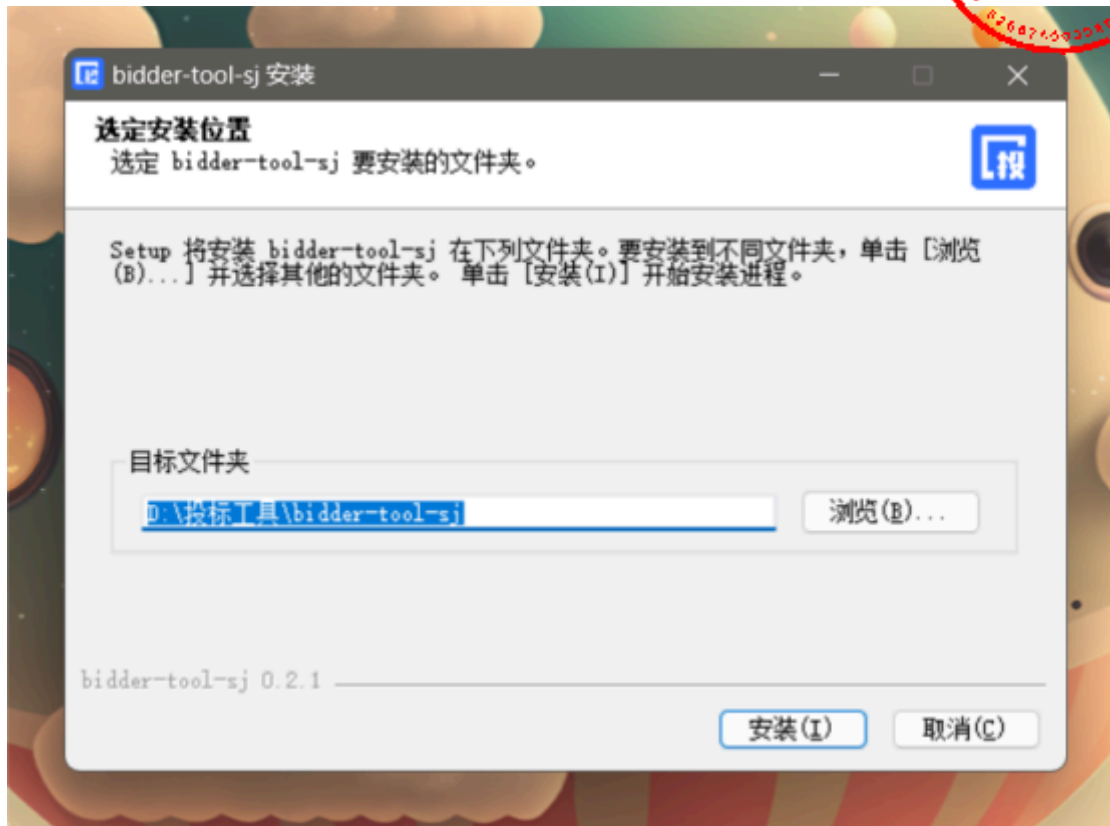 bidder-tool-sj 安装
选定安装位置
选定 bidder-tool-sj 要安装的文件夹。
投
Setup 将安装 bidder-tool-sj 在下列文件夹。要安装到不同文件夹，单击 [浏览
(B)...] 并选择其他的文件夹。 单击 [安装(I)] 开始安装进程。
目标文件夹
D:\投标工具\bidder-tool-sj
浏览(B)...
bidder-tool-sj 0.2.1
安装(I)
取消(C)